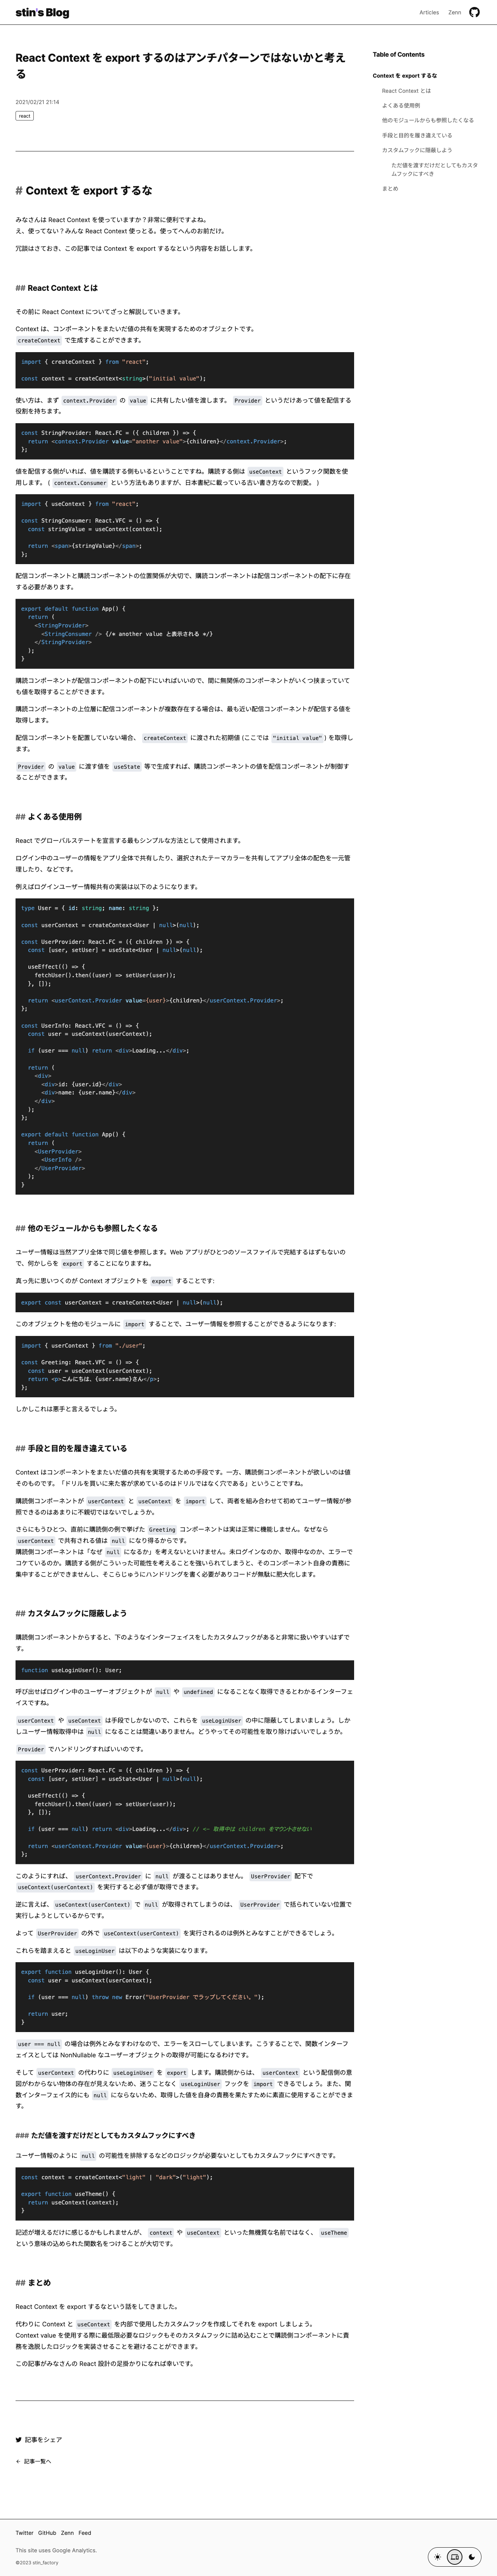 stin's Blog
Articles
Zenn
React Context を export するのはアンチパターンではないかと考え
る
2021/02/21 21:14
react
# Context を export するな
みなさんは React Context を使っていますか？非常に便利ですよね。
え、使ってない？みんな React Context 使っとる。使ってへんのお前だけ。
冗談はさておき、この記事では Context を export するなという内容をお話しします。
## React Context とは
その前に React Context についてざっと解説していきます。
Context は、コンポーネントをまたいだ値の共有を実現するためのオブジェクトです。
createContext で生成することができます。
import { createContext } from "react";
const context = createContext<string>("initial value");
使い方は、まず context.Provider の value に共有したい値を渡します。 Provider というだけあって値を配信する
役割を持ちます。
const StringProvider: React.FC = ({ children }) => {
return <context.Provider value="another value">{children}</context.Provider>;
};
値を配信する側がいれば、値を購読する側もいるということですね。購読する側は useContext というフック関数を使
用します。 ( context.Consumer という方法もありますが、日本書紀に載っている古い書き方なので割愛。 )
import { useContext } from "react";
const StringConsumer: React.VFC = () => {
const stringValue = useContext(context);
return <span>{stringValue}</span>;
};
配信コンポーネントと購読コンポーネントの位置関係が大切で、購読コンポーネントは配信コンポーネントの配下に存在
する必要があります。
export default function App() {
return (
<StringProvider>
<StringConsumer /> {/* another value と表示される */}
</StringProvider>
);
}
購読コンポーネントが配信コンポーネントの配下にいればいいので、間に無関係のコンポーネントがいくつ挟まっていて
も値を取得することができます。
購読コンポーネントの上位層に配信コンポーネントが複数存在する場合は、最も近い配信コンポーネントが配信する値を
取得します。
配信コンポーネントを配置していない場合、 createContext に渡された初期値 (ここでは "initial value" ) を取得し
ます。
Provider の value に渡す値を useState 等で生成すれば、購読コンポーネントの値を配信コンポーネントが制御す
ることができます。
## よくある使用例
React でグローバルステートを宣言する最もシンプルな方法として使用されます。
ログイン中のユーザーの情報をアプリ全体で共有したり、選択されたテーマカラーを共有してアプリ全体の配色を一元管
理したり、などです。
例えばログインユーザー情報共有の実装は以下のようになります。
type User = { id: string; name: string };
const userContext = createContext<User | null>(null);
const UserProvider: React.FC = ({ children }) => {
const [user, setUser] = useState<User | null>(null);
useEffect(() => {
fetchUser().then((user) => setUser(user));
}, []);
return <userContext.Provider value={user}>{children}</userContext.Provider>;
};
const UserInfo: React.VFC = () => {
const user = useContext(userContext);
if (user === null) return <div>Loading...</div>;
return (
<div>
<div>id: {user.id}</div>
<div>name: {user.name}</div>
</div>
);
};
export default function App() {
return (
<UserProvider>
<UserInfo />
</UserProvider>
);
}
## 他のモジュールからも参照したくなる
ユーザー情報は当然アプリ全体で同じ値を参照します。Web アプリがひとつのソースファイルで完結するはずもないの
で、何かしらを export することになりますね。
真っ先に思いつくのが Context オブジェクトを export することです:
export const userContext = createContext<User | null>(null);
このオブジェクトを他のモジュールに import することで、ユーザー情報を参照することができるようになります:
import { userContext } from "./user";
const Greeting: React.VFC = () => {
const user = useContext(userContext);
return <p>こんにちは、{user.name}さん</p>;
};
しかしこれは悪手と言えるでしょう。
## 手段と目的を履き違えている
Context はコンポーネントをまたいだ値の共有を実現するための手段です。一方、購読側コンポーネントが欲しいのは値
そのものです。「ドリルを買いに来た客が求めているのはドリルではなく穴である」ということですね。
購読側コンポーネントが userContext と useContext を import して、両者を組み合わせて初めてユーザー情報が参
照できるのはあまりに不親切ではないでしょうか。
さらにもうひとつ、直前に購読側の例で挙げた Greeting コンポーネントは実は正常に機能しません。なぜなら
userContext で共有される値は null になり得るからです。
購読側コンポーネントは「なぜ null になるか」を考えないといけません。未ログインなのか、取得中なのか、エラーで
コケているのか。購読する側がこういった可能性を考えることを強いられてしまうと、そのコンポーネント自身の責務に
集中することができませんし、そこらじゅうにハンドリングを書く必要がありコードが無駄に肥大化します。
## カスタムフックに隠蔽しよう
購読側コンポーネントからすると、下のようなインターフェイスをしたカスタムフックがあると非常に扱いやすいはずで
す。
function useLoginUser(): User;
呼び出せばログイン中のユーザーオブジェクトが null や undefined になることなく取得できるとわかるインターフェ
イスですね。
userContext や useContext は手段でしかないので、これらを useLoginUser の中に隠蔽してしまいましょう。しか
しユーザー情報取得中は null になることは間違いありません。どうやってその可能性を取り除けばいいでしょうか。
Provider でハンドリングすればいいのです。
const UserProvider: React.FC = ({ children }) => {
const [user, setUser] = useState<User | null>(null);
useEffect(() => {
fetchUser().then((user) => setUser(user));
}, []);
if (user === null) return <div>Loading...</div>; // <- 取得中は children をマウントさせない
return <userContext.Provider value={user}>{children}</userContext.Provider>;
};
このようにすれば、 userContext.Provider に null が渡ることはありません。 UserProvider 配下で
useContext(userContext) を実行すると必ず値が取得できます。
逆に言えば、 useContext(userContext) で null が取得されてしまうのは、 UserProvider で括られていない位置で
実行しようとしているからです。
よって UserProvider の外で useContext(userContext) を実行されるのは例外とみなすことができるでしょう。
これらを踏まえると useLoginUser は以下のような実装になります。
export function useLoginUser(): User {
const user = useContext(userContext);
if (user === null) throw new Error("UserProvider でラップしてください。");
return user;
}
user === null の場合は例外とみなすわけなので、エラーをスローしてしまいます。こうすることで、関数インターフ
ェイスとしては NonNullable なユーザーオブジェクトの取得が可能になるわけです。
そして userContext の代わりに useLoginUser を export します。購読側からは、 userContext という配信側の意
図がわからない物体の存在が見えないため、迷うことなく useLoginUser フックを import できるでしょう。また、関
数インターフェイス的にも null にならないため、取得した値を自身の責務を果たすために素直に使用することができま
す。
### ただ値を渡すだけだとしてもカスタムフックにすべき
ユーザー情報のように null の可能性を排除するなどのロジックが必要ないとしてもカスタムフックにすべきです。
const context = createContext<"light" | "dark">("light");
export function useTheme() {
return useContext(context);
}
記述が増えるだけに感じるかもしれませんが、 context や useContext といった無機質な名前ではなく、 useTheme
という意味の込められた関数名をつけることが大切です。
## まとめ
React Context を export するなという話をしてきました。
代わりに Context と useContext を内部で使用したカスタムフックを作成してそれを export しましょう。
Context value を使用する際に最低限必要なロジックもそのカスタムフックに詰め込むことで購読側コンポーネントに責
務を逸脱したロジックを実装させることを避けることができます。
この記事がみなさんの React 設計の足掛かりになれば幸いです。
記事をシェア
← 記事一覧へ
Table of Contents
Context を export するな
React Context とは
よくある使用例
他のモジュールからも参照したくなる
手段と目的を履き違えている
カスタムフックに隠蔽しよう
ただ値を渡すだけだとしてもカスタ
ムフックにすべき
まとめ
Twitter GitHub Zenn Feed
This site uses Google Analytics.
©2023 stin_factory